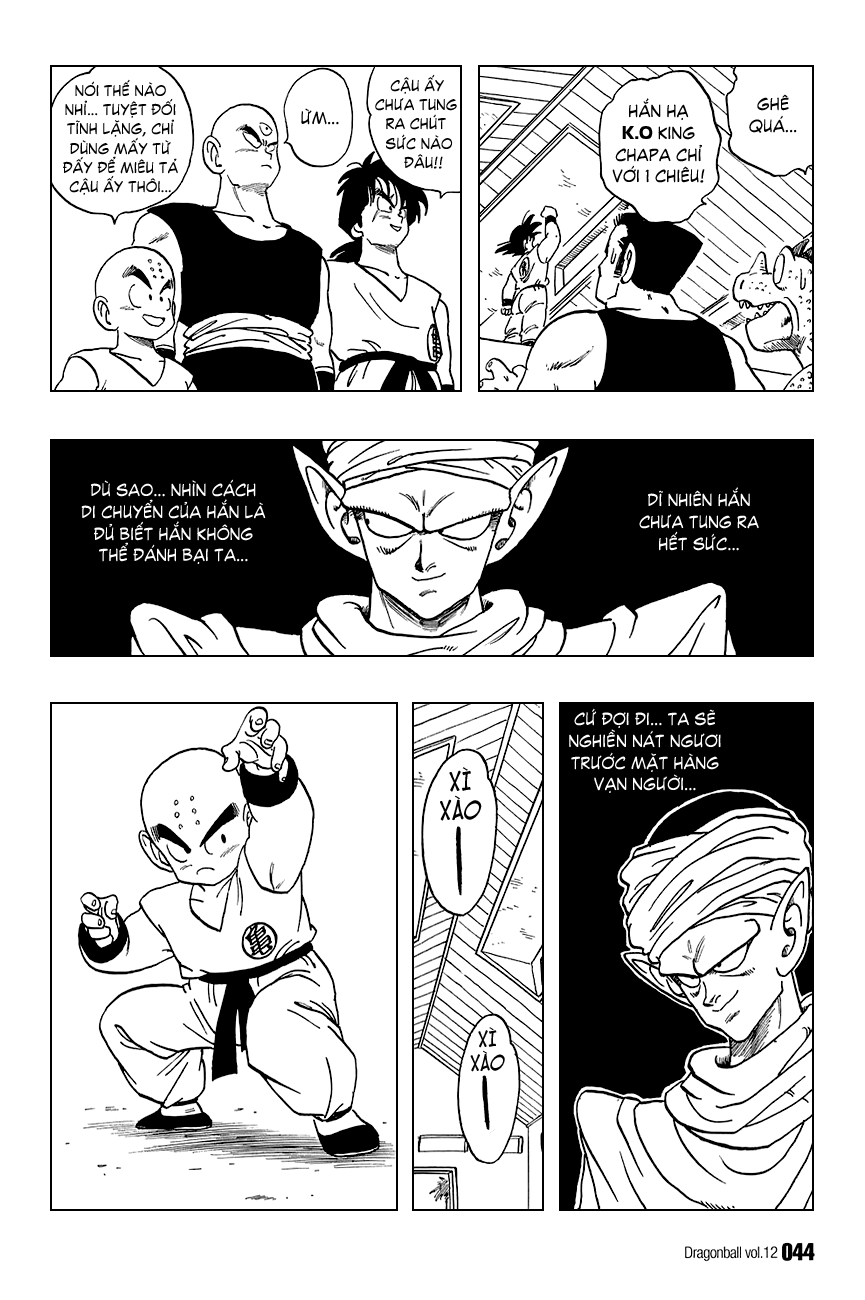 GHÊ
QUÁ...
HẮN HẠ
K.O KING
CHAPA CHỈ
VỚI 1 CHIÊU!
CẬU ẤY
CHƯA TUNG
RA CHÚT
SỨC NÀO
ĐÂU!!
ỪM...
NÓI THẾ NÀO
NHỈ... TUYỆT ĐỐI
TĨNH LẶNG, CHỈ
DÙNG MẤY TỪ
ĐẤY ĐỂ MIÊU TẢ
CẬU ẤY THÔI...
DĨ NHIÊN HẮN
CHƯA TUNG RA
HẾT SỨC...
DÙ SAO... NHÌN CÁCH
DI CHUYỂN CỦA HẮN LÀ
ĐỦ BIẾT HẮN KHÔNG
THỂ ĐÁNH BẠI TA...
CỨ ĐỢI ĐI... TA SẼ
NGHIỀN NÁT NGƯƠI
TRƯỚC MẶT HÀNG
VẠN NGƯỜI...
XÌ
XÀO
XÌ
XÀO
亀
Dragonball vol.12 044